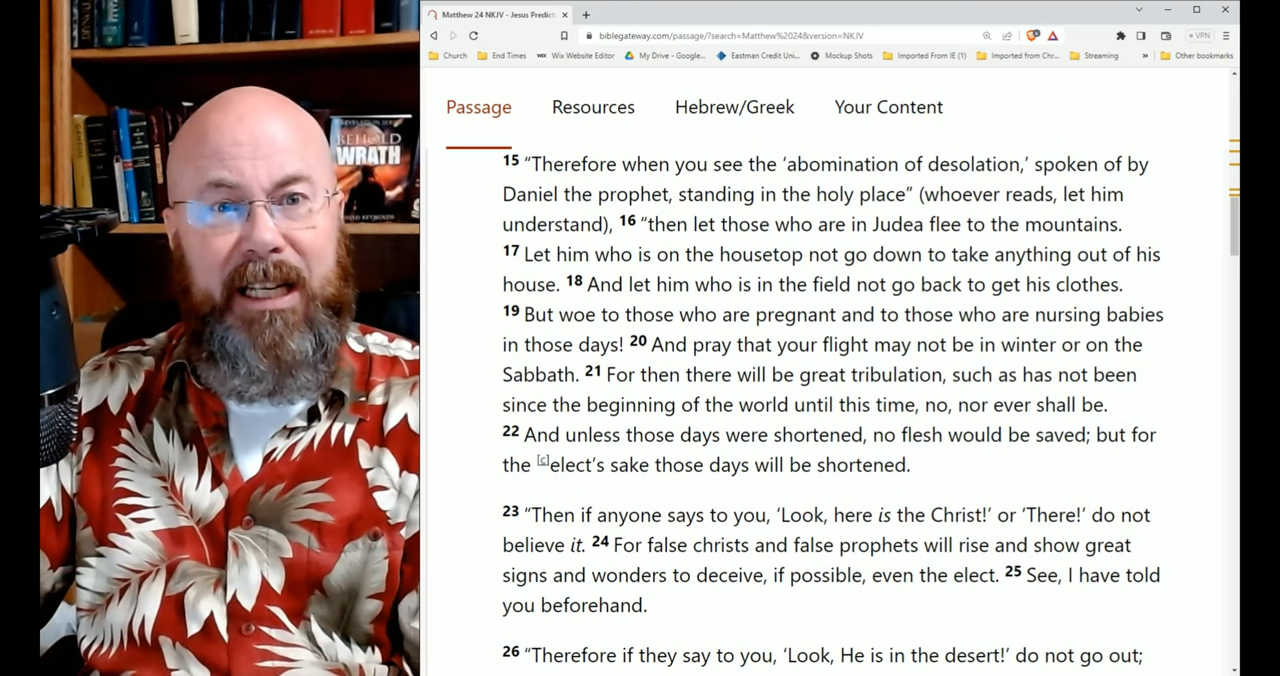 BEHOLD
WRATH
Matthew 24 NKJV - Jesus Predict
biblegateway.com/passage/?search=Matthew%2024&version=NKJV
VPN
Church End Times Wix Website Editor My Drive - Google... Eastman Credit Uni... Mockup Shots Imported From IE (1) Imported from Chr... Streaming » Other bookmarks
Passage Resources Hebrew/Greek Your Content
15 “Therefore when you see the ‘abomination of desolation,’ spoken of by
Daniel the prophet, standing in the holy place” (whoever reads, let him
understand), 16 “then let those who are in Judea flee to the mountains.
17 Let him who is on the housetop not go down to take anything out of his
house. 18 And let him who is in the field not go back to get his clothes.
19 But woe to those who are pregnant and to those who are nursing babies
in those days! 20 And pray that your flight may not be in winter or on the
Sabbath. 21 For then there will be great tribulation, such as has not been
since the beginning of the world until this time, no, nor ever shall be.
22 And unless those days were shortened, no flesh would be saved; but for
the [c]elect’s sake those days will be shortened.
23 “Then if anyone says to you, ‘Look, here is the Christ!’ or ‘There!’ do not
believe it. 24 For false christs and false prophets will rise and show great
signs and wonders to deceive, if possible, even the elect. 25 See, I have told
you beforehand.
26 “Therefore if they say to you, ‘Look, He is in the desert!’ do not go out;